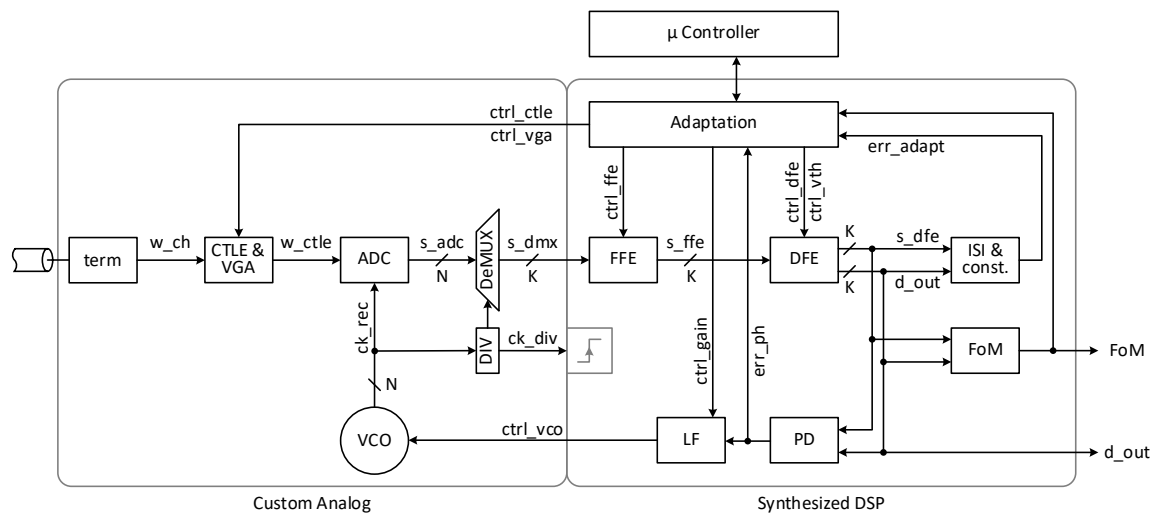 µ Controller
ctrl_ctle
ctrl_vga
Adaptation
err_adapt
ctrl_ffe
ctrl_dfe
ctrl_vth
term
w_ch
CTLE &
VGA
w_ctle
ADC
s_adc
N
DeMUX
s_dmx
K
FFE
s_ffe
K
DFE
K
K
s_dfe
d_out
ISI &
const.
ck_rec
DIV
ck_div
ctrl_gain
err_ph
FoM
FoM
N
VCO
ctrl_vco
LF
PD
d_out
Custom Analog
Synthesized DSP